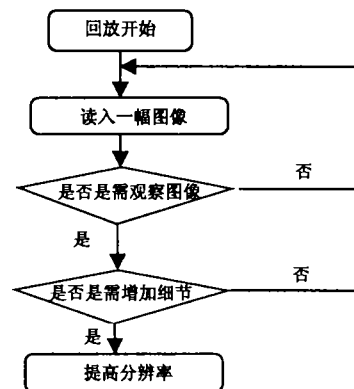 回放开始
读入一幅图像
是否是需观察图像
否
是
是否是需增加细节
否
是
提高分辨率